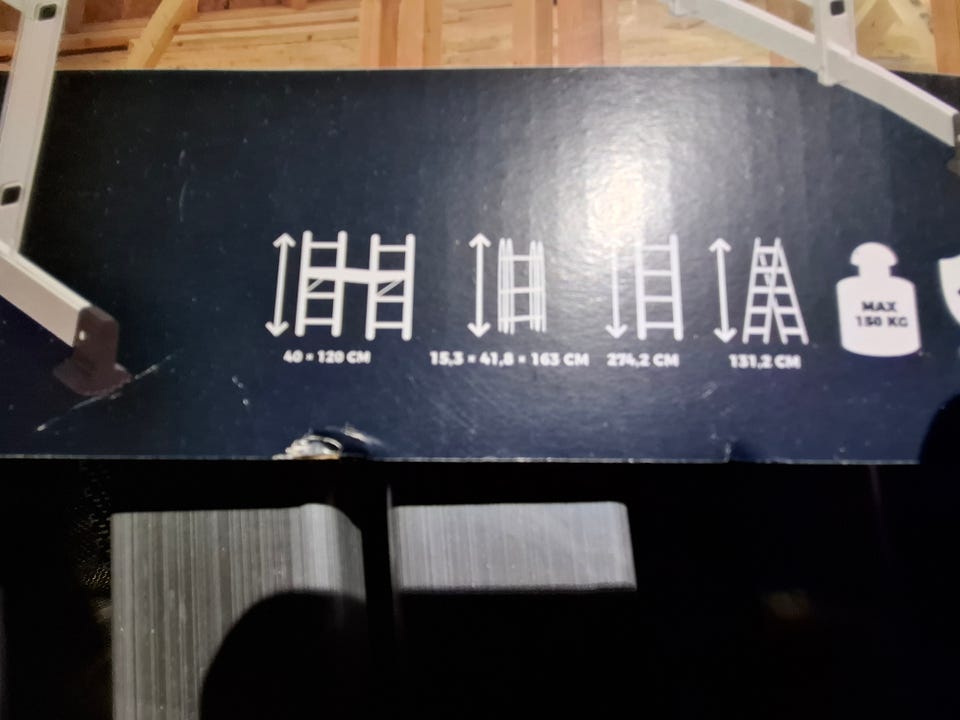 40 × 120 CM
15,3 × 41,8 × 163 CM
274,2 CM
131,2 CM
MAX
150 KG